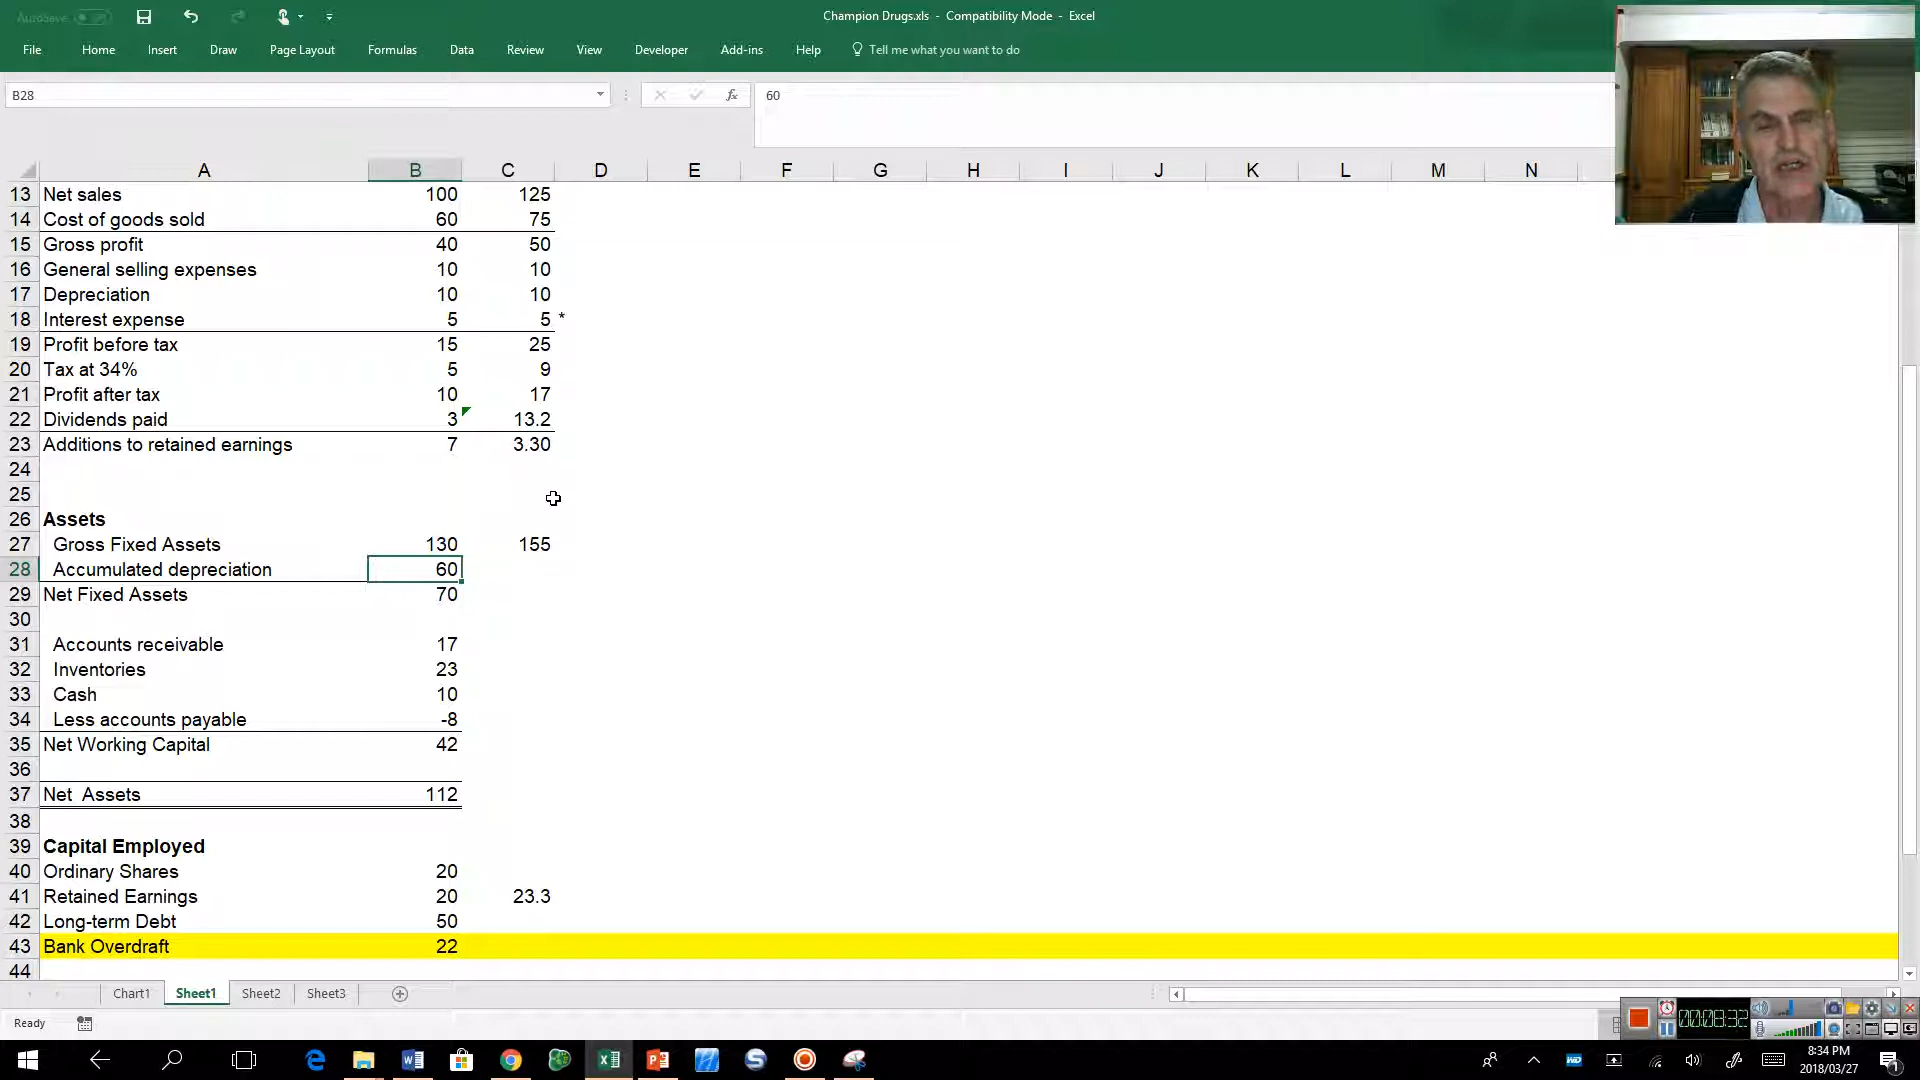 AutoSave
Champion Drugs.xls - Compatibility Mode - Excel
File Home Insert Draw Page Layout Formulas Data Review View Developer Add-ins Help Tell me what you want to do
B28 fx 60
A B C D E F G H I J K L M N
13 Net sales 100 125
14 Cost of goods sold 60 75
15 Gross profit 40 50
16 General selling expenses 10 10
17 Depreciation 10 10
18 Interest expense 5 5 *
19 Profit before tax 15 25
20 Tax at 34% 5 9
21 Profit after tax 10 17
22 Dividends paid 3 13.2
23 Additions to retained earnings 7 3.30
24
25
26 Assets
27 Gross Fixed Assets 130 155
28 Accumulated depreciation 60
29 Net Fixed Assets 70
30
31 Accounts receivable 17
32 Inventories 23
33 Cash 10
34 Less accounts payable -8
35 Net Working Capital 42
36
37 Net Assets 112
38
39 Capital Employed
40 Ordinary Shares 20
41 Retained Earnings 20 23.3
42 Long-term Debt 50
43 Bank Overdraft 22
44
Chart1 Sheet1 Sheet2 Sheet3
Ready
00:08:32
8:34 PM
2018/03/27